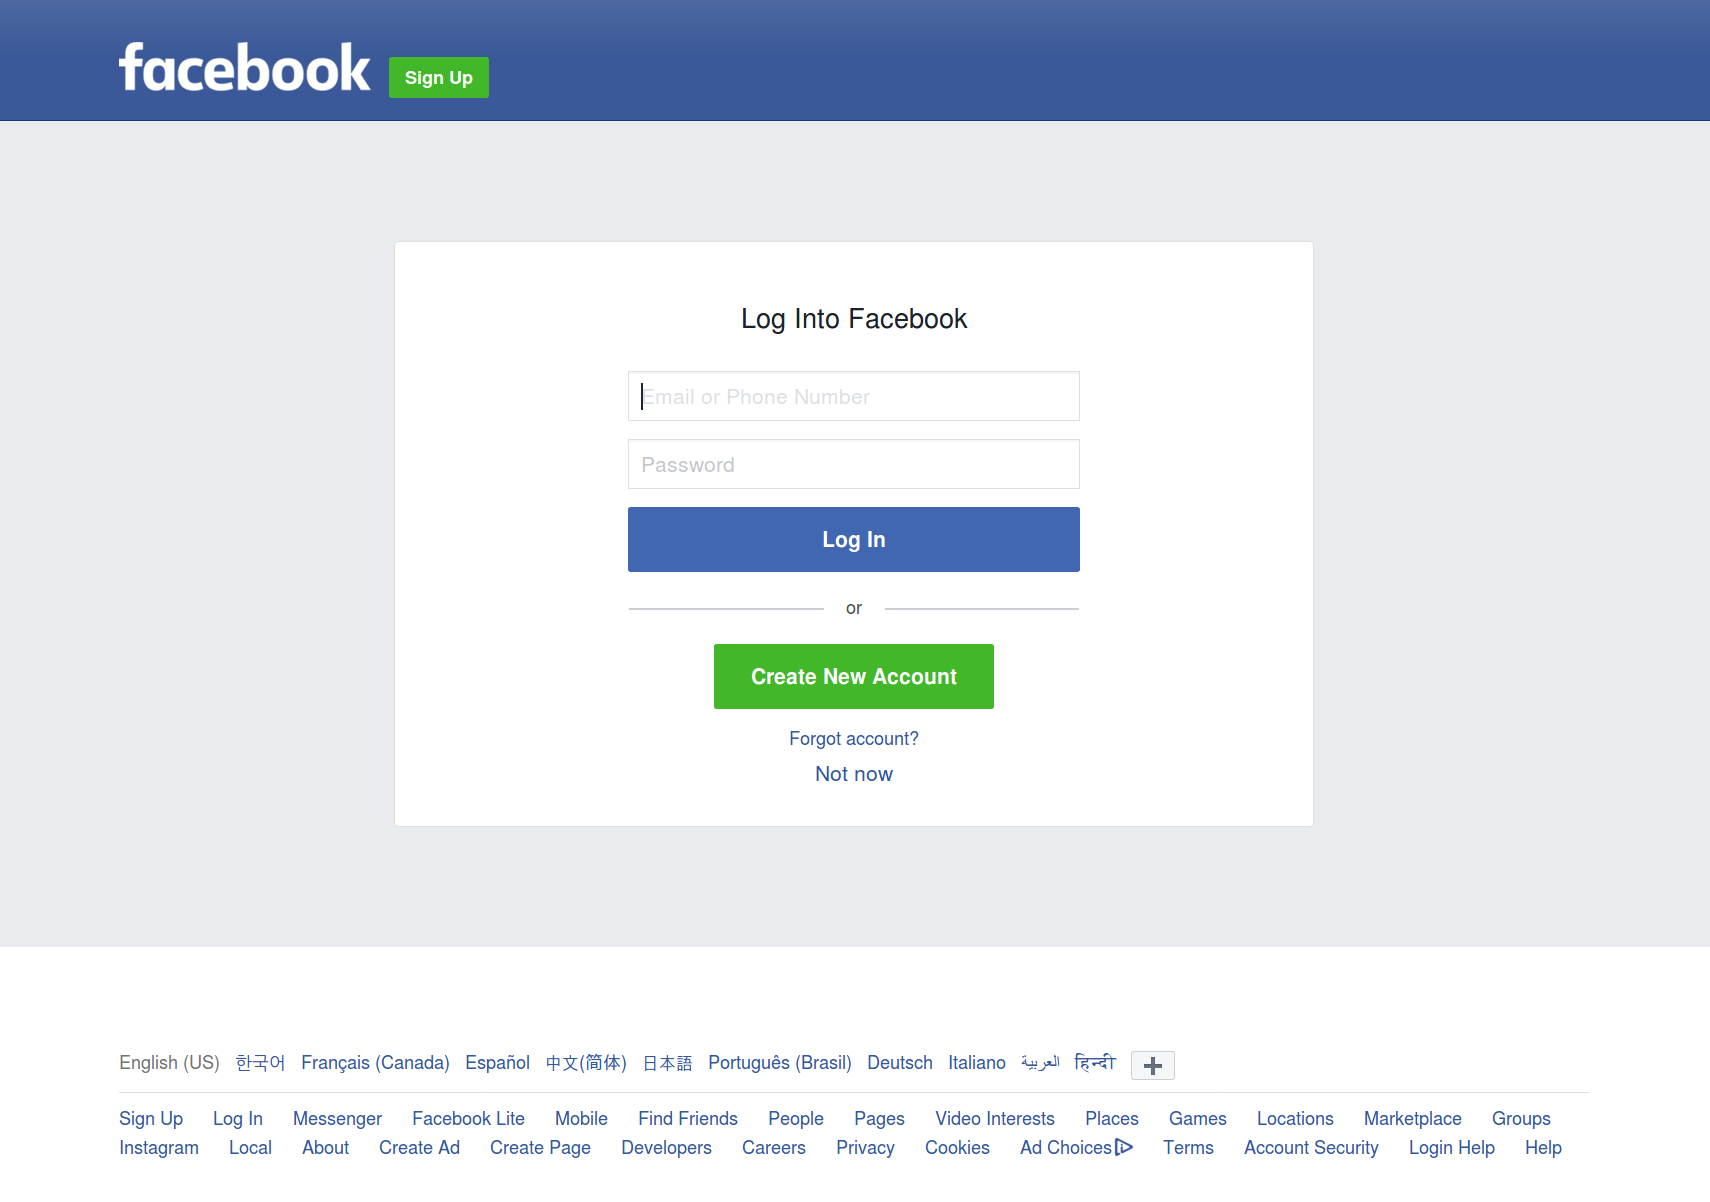 facebook Sign Up
Log Into Facebook
Email or Phone Number
Password
Log In
or
Create New Account
Forgot account?
Not now
English (US) 한국어 Français (Canada) Español 中文(简体) 日本語 Português (Brasil) Deutsch Italiano العربية हिन्दी
Sign Up Log In Messenger Facebook Lite Mobile Find Friends People Pages Video Interests Places Games Locations Marketplace Groups
Instagram Local About Create Ad Create Page Developers Careers Privacy Cookies Ad Choices Terms Account Security Login Help Help